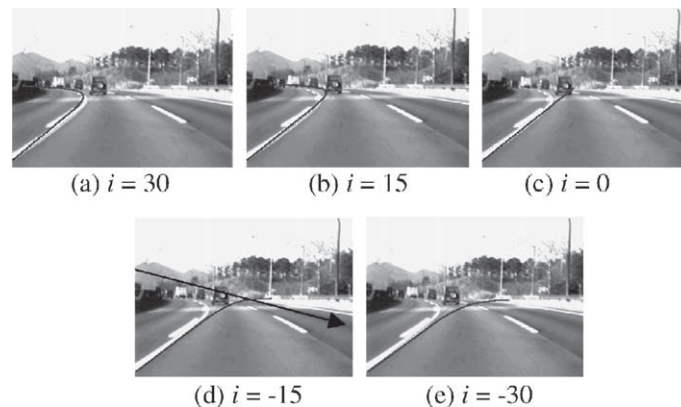 (a) i = 30
(b) i = 15
(c) i = 0
(d) i = -15
(e) i = -30